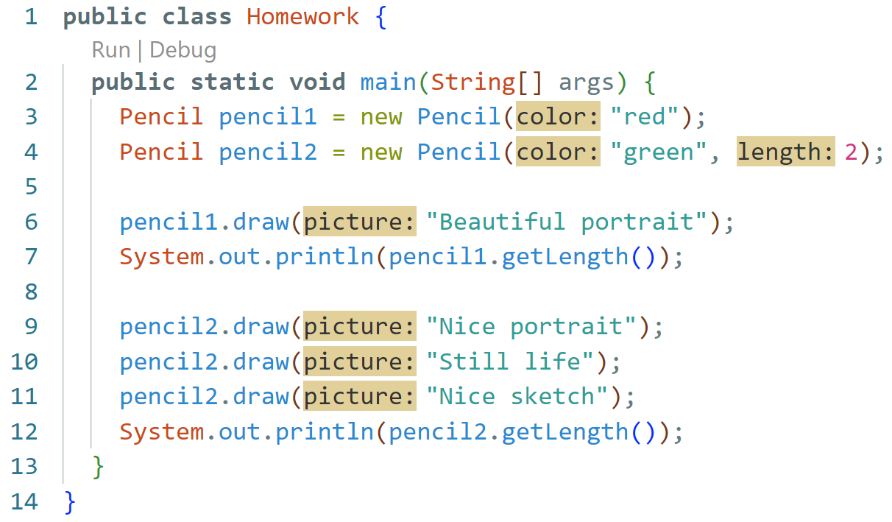 1 public class Homework {
Run | Debug
2 public static void main(String[] args) {
3 Pencil pencil1 = new Pencil(color: "red");
4 Pencil pencil2 = new Pencil(color: "green", length: 2);
5
6 pencil1.draw(picture: "Beautiful portrait");
7 System.out.println(pencil1.getLength());
8
9 pencil2.draw(picture: "Nice portrait");
10 pencil2.draw(picture: "Still life");
11 pencil2.draw(picture: "Nice sketch");
12 System.out.println(pencil2.getLength());
13 }
14 }